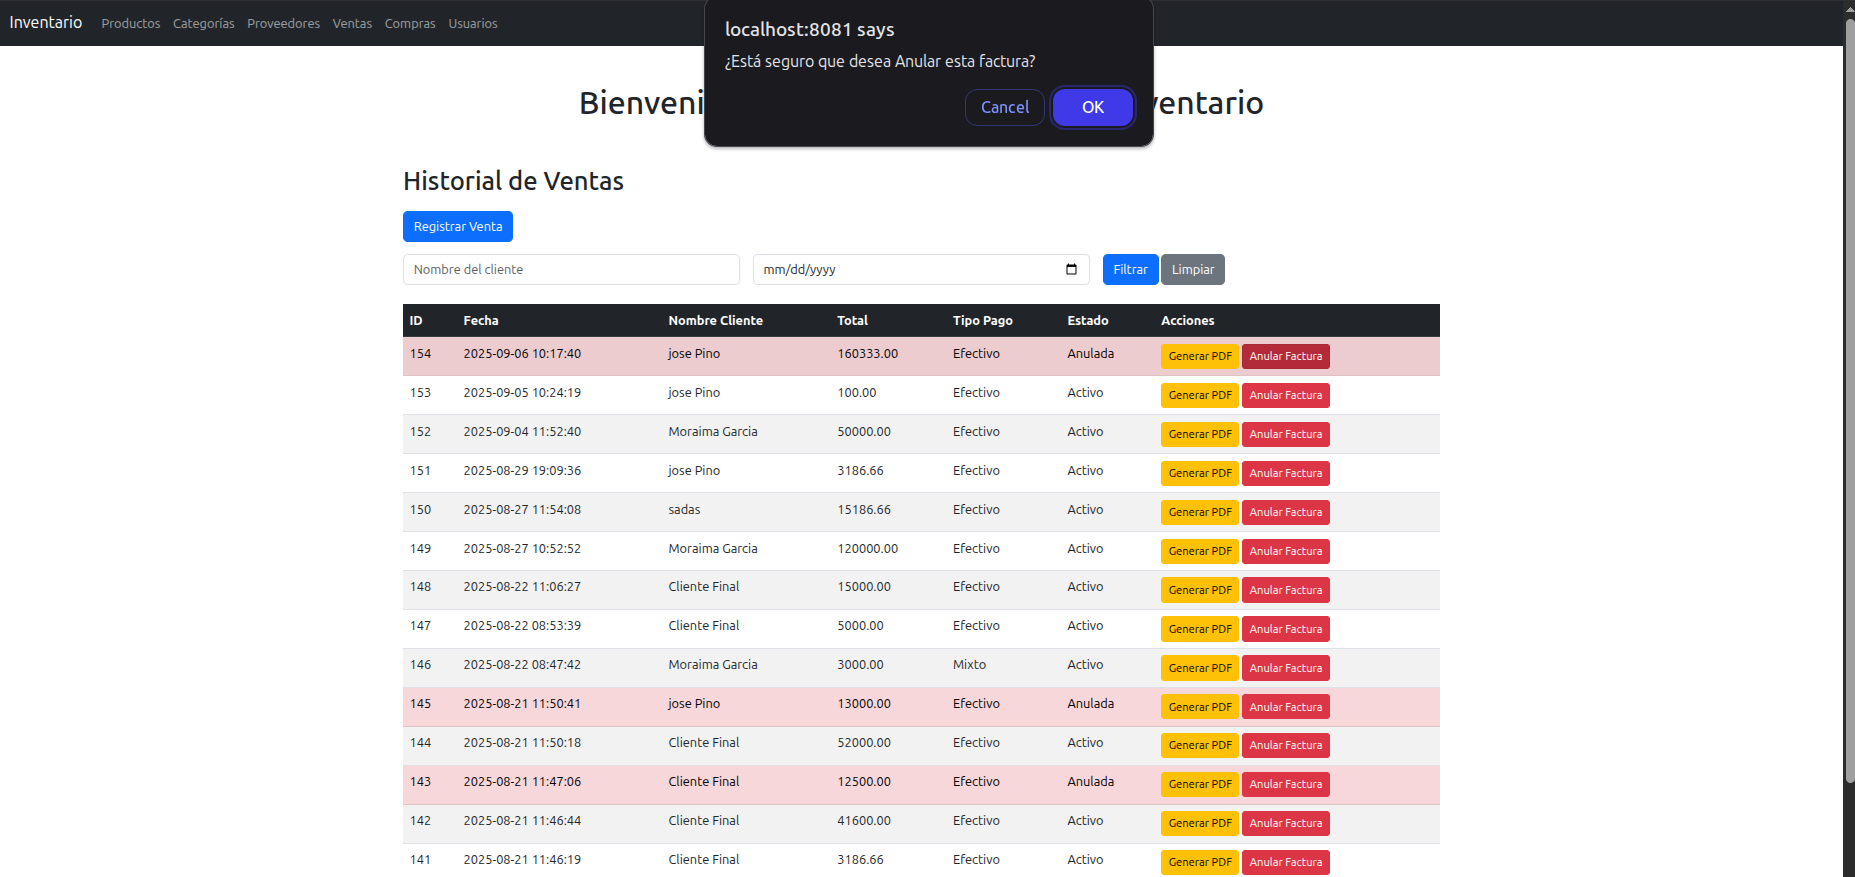 Inventario Productos Categorías Proveedores Ventas Compras Usuarios
localhost:8081 says
¿Está seguro que desea Anular esta factura?
Cancel OK
Bienveni ventario
Historial de Ventas
Registrar Venta
Nombre del cliente mm/dd/yyyy Filtrar Limpiar
ID Fecha Nombre Cliente Total Tipo Pago Estado Acciones
154 2025-09-06 10:17:40 jose Pino 160333.00 Efectivo Anulada Generar PDF Anular Factura
153 2025-09-05 10:24:19 jose Pino 100.00 Efectivo Activo Generar PDF Anular Factura
152 2025-09-04 11:52:40 Moraima Garcia 50000.00 Efectivo Activo Generar PDF Anular Factura
151 2025-08-29 19:09:36 jose Pino 3186.66 Efectivo Activo Generar PDF Anular Factura
150 2025-08-27 11:54:08 sadas 15186.66 Efectivo Activo Generar PDF Anular Factura
149 2025-08-27 10:52:52 Moraima Garcia 120000.00 Efectivo Activo Generar PDF Anular Factura
148 2025-08-22 11:06:27 Cliente Final 15000.00 Efectivo Activo Generar PDF Anular Factura
147 2025-08-22 08:53:39 Cliente Final 5000.00 Efectivo Activo Generar PDF Anular Factura
146 2025-08-22 08:47:42 Moraima Garcia 3000.00 Mixto Activo Generar PDF Anular Factura
145 2025-08-21 11:50:41 jose Pino 13000.00 Efectivo Anulada Generar PDF Anular Factura
144 2025-08-21 11:50:18 Cliente Final 52000.00 Efectivo Activo Generar PDF Anular Factura
143 2025-08-21 11:47:06 Cliente Final 12500.00 Efectivo Anulada Generar PDF Anular Factura
142 2025-08-21 11:46:44 Cliente Final 41600.00 Efectivo Activo Generar PDF Anular Factura
141 2025-08-21 11:46:19 Cliente Final 3186.66 Efectivo Activo Generar PDF Anular Factura